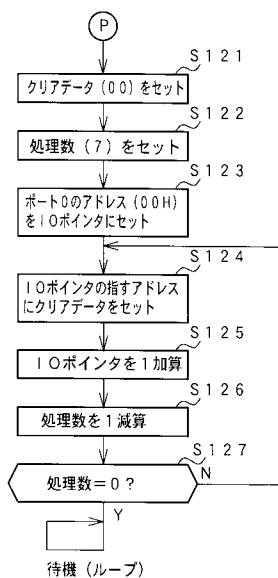 P
S121
クリアデータ(00)をセット
S122
処理数(7)をセット
S123
ポート0のアドレス(00H)
をIOポインタにセット
S124
IOポインタの指すアドレス
にクリアデータをセット
S125
IOポインタを1加算
S126
処理数を1減算
S127
処理数=0?
N
Y
待機(ループ)